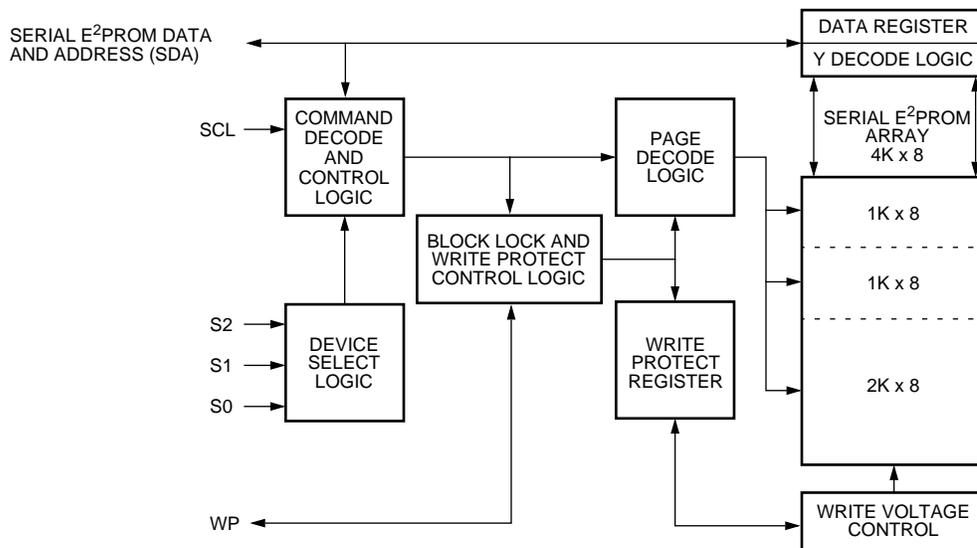 SERIAL E²PROM DATA
AND ADDRESS (SDA)
DATA REGISTER
Y DECODE LOGIC
SCL
COMMAND
DECODE
AND
CONTROL
LOGIC
PAGE
DECODE
LOGIC
SERIAL E²PROM
ARRAY
4K x 8
1K x 8
BLOCK LOCK AND
WRITE PROTECT
CONTROL LOGIC
1K x 8
S2
S1
S0
DEVICE
SELECT
LOGIC
WRITE
PROTECT
REGISTER
2K x 8
WP
WRITE VOLTAGE
CONTROL